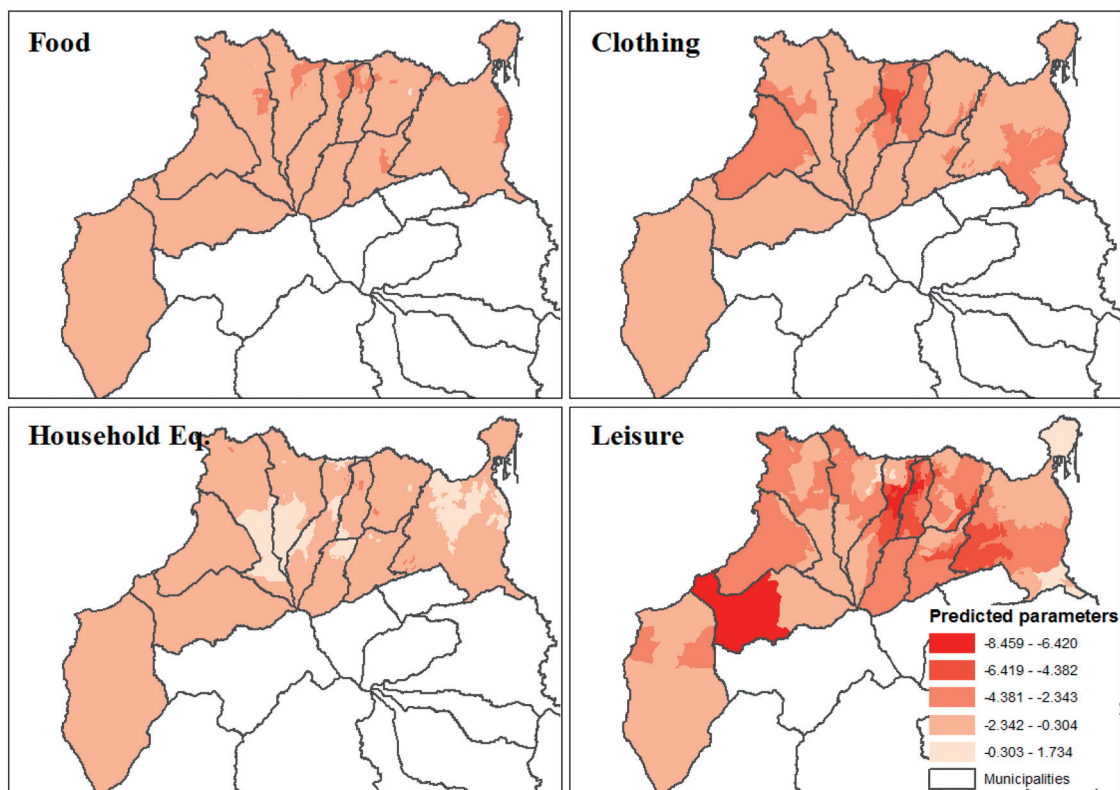 Food
Clothing
Household Eq.
Leisure
Predicted parameters
-8.459 - -6.420
-6.419 - -4.382
-4.381 - -2.343
-2.342 - -0.304
-0.303 - 1.734
Municipalities